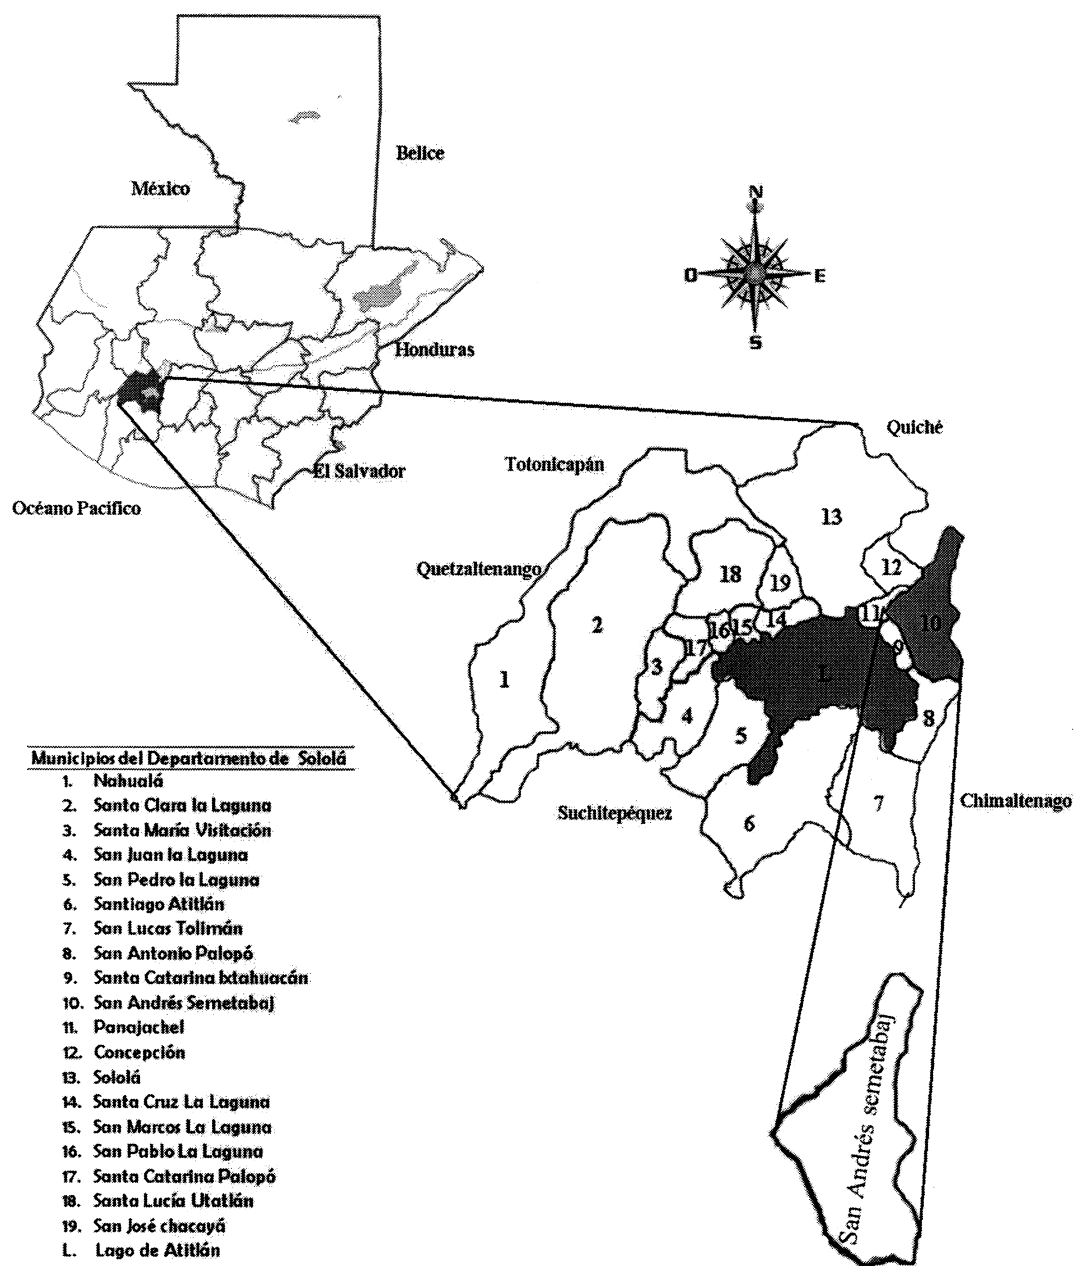 Belice
México
N
O
E
S
Honduras
Quiché
Totonicapán
El Salvador
Océano Pacífico
13
Quetzaltenango
12
18
19
11
10
2
14
16
15
17
9
3
1
L
4
8
5
Municipios del Departamento de Sololá
1. Nahualá
2. Santa Clara la Laguna
3. Santa María Visitación
4. San Juan la Laguna
5. San Pedro la Laguna
6. Santiago Atitlán
7. San Lucas Tolimán
8. San Antonio Palopó
9. Santa Catarina Ixtahuacán
10. San Andrés Semetabaj
11. Panajachel
12. Concepción
13. Sololá
14. Santa Cruz La Laguna
15. San Marcos La Laguna
16. San Pablo La Laguna
17. Santa Catarina Palopó
18. Santa Lucía Utatlán
19. San José chacayá
L. Lago de Atitlán
Suchitepéquez
6
7
Chimaltenago
San Andrés semetabaj